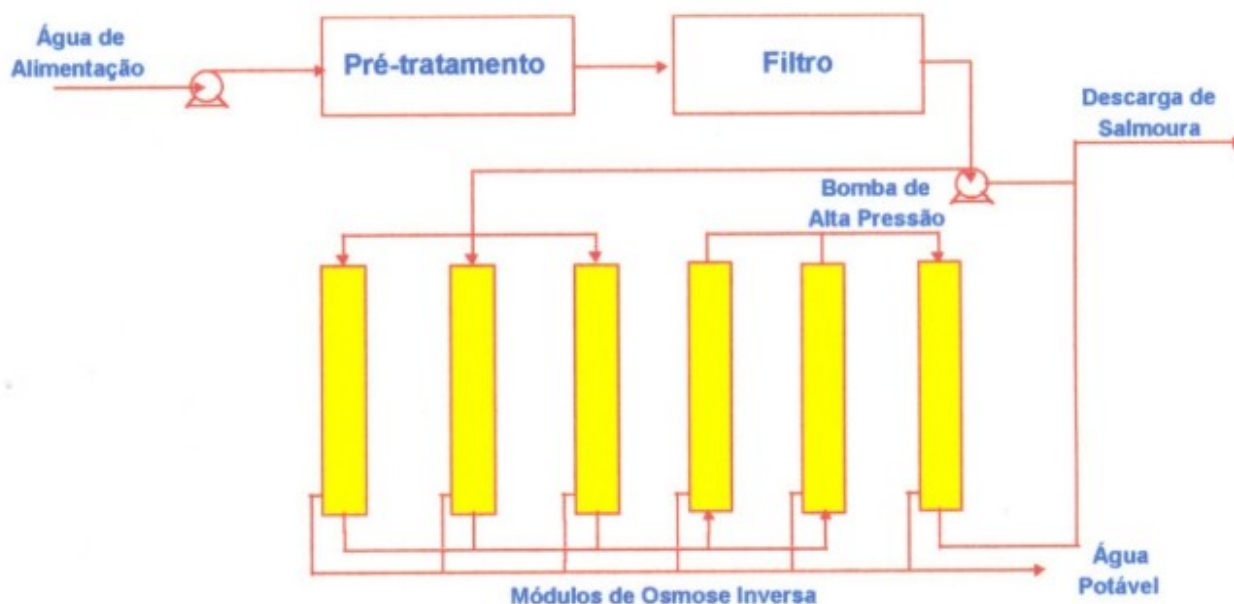 Água de
Alimentação
Pré-tratamento
Filtro
Descarga de
Salmoura
Bomba de
Alta Pressão
Água
Potável
Módulos de Osmose Inversa